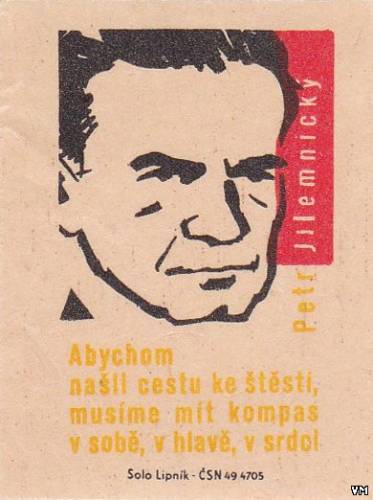 Petr Jilemnický
Abychom
našli cestu ke štěstí,
musíme mít kompas
v sobě, v hlavě, v srdci
Solo Lipník - ČSN 49 4705
VM